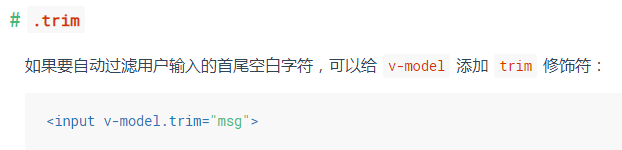 # .trim
如果要自动过滤用户输入的首尾空白字符，可以给 v-model 添加 trim 修饰符：
<input v-model.trim="msg">